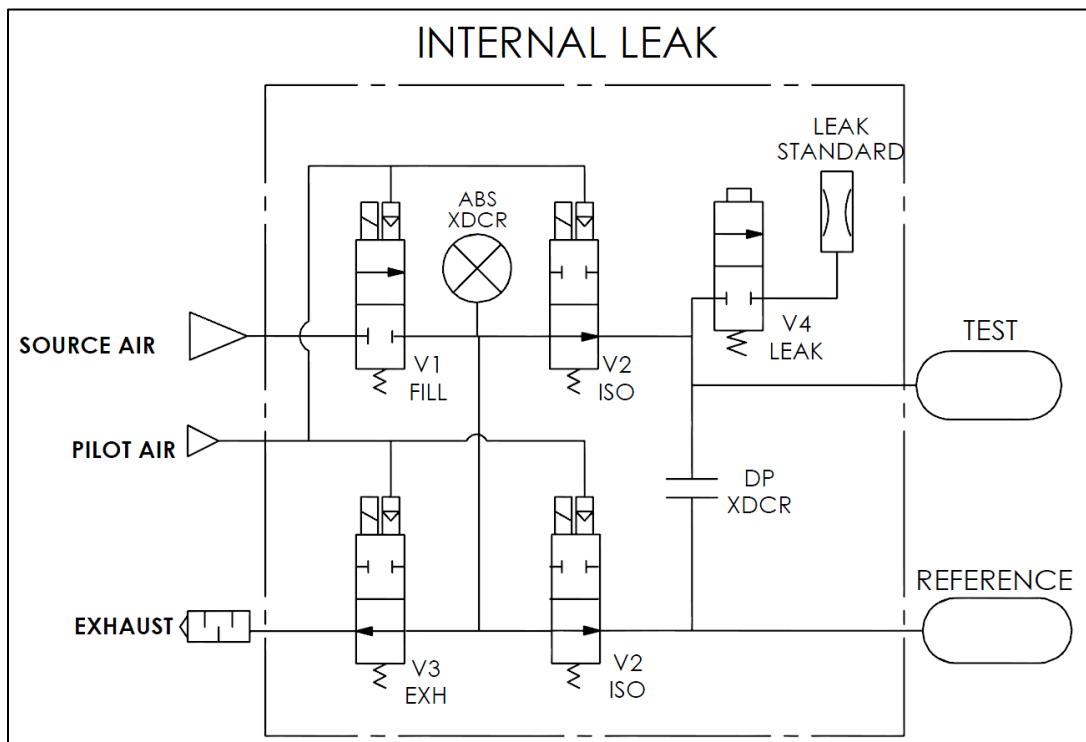 INTERNAL LEAK
LEAK
STANDARD
ABS
XDCR
SOURCE AIR
V1
FILL
V2
ISO
V4
LEAK
TEST
PILOT AIR
DP
XDCR
REFERENCE
EXHAUST
V3
EXH
V2
ISO